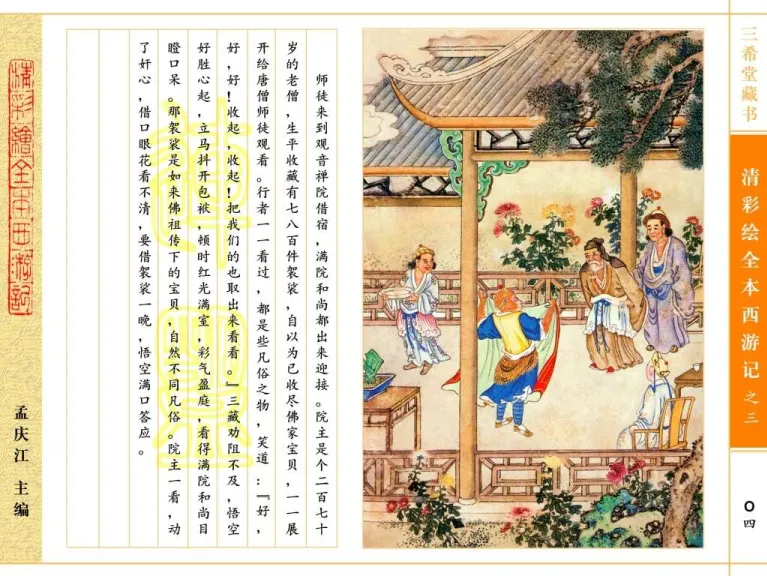 三希堂藏书
清彩绘全本西游记之三
〇四
师徒来到观音禅院借宿，满院和尚都出来迎接。院主是个二百七十
岁的老僧，生平收藏有七八百件袈裟，自以为已收尽佛家宝贝，一一展
开给唐僧师徒观看。行者一一看过，都是些凡俗之物，笑道：『好，
好，好！收起，收起！把我们的也取出来看看。』三藏劝阻不及，悟空
好胜心起，立马抖开包袱，顿时红光满室，彩气盈庭，看得满院和尚目
瞪口呆。那袈裟是如来佛祖传下的宝贝，自然不同凡俗。院主一看，动
了奸心，借口眼花看不清，要借袈裟一晚，悟空满口答应。
清彩绘全本西游记
孟庆江 主编